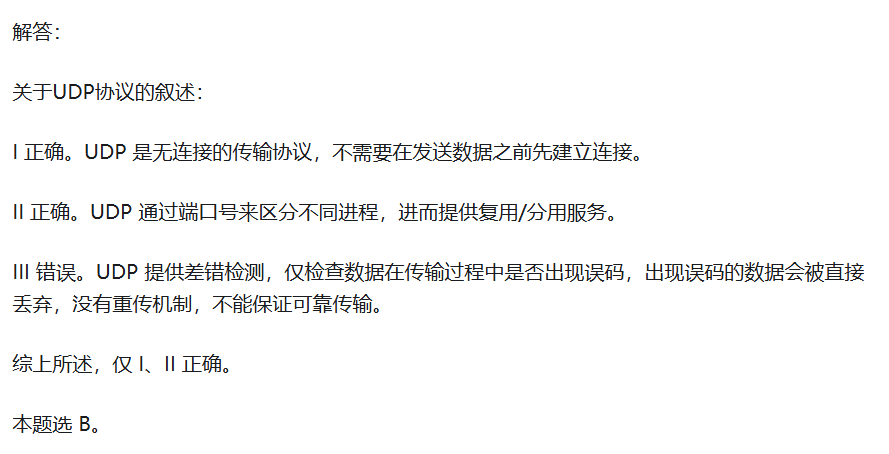 解答：
关于UDP协议的叙述：
I 正确。UDP 是无连接的传输协议，不需要在发送数据之前先建立连接。
II 正确。UDP 通过端口号来区分不同进程，进而提供复用/分用服务。
III 错误。UDP 提供差错检测，仅检查数据在传输过程中是否出现误码，出现误码的数据会被直接
丢弃，没有重传机制，不能保证可靠传输。
综上所述，仅 I、II 正确。
本题选 B。